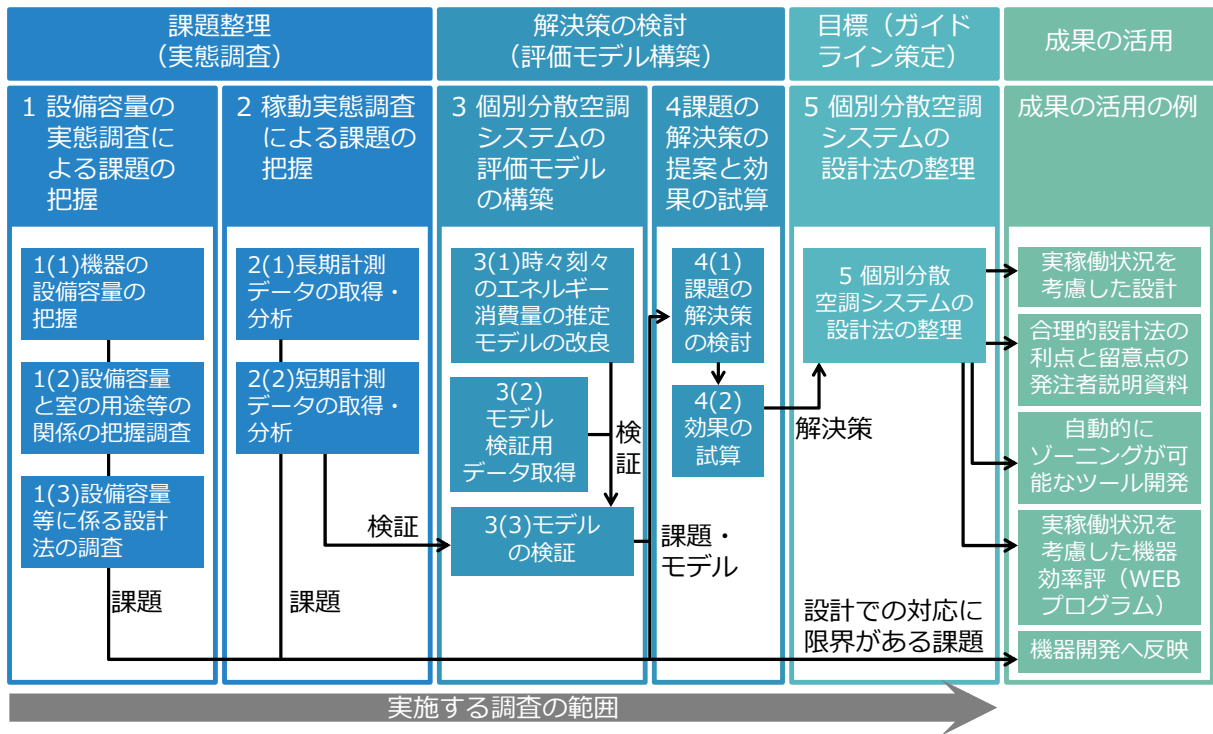 課題整理
（実態調査）
解決策の検討
（評価モデル構築）
目標（ガイド
ライン策定）
成果の活用
1 設備容量の
実態調査に
よる課題の
把握
2 稼動実態調査
による課題の
把握
3 個別分散空調
システムの
評価モデル
の構築
4課題の
解決策の
提案と効
果の試算
5 個別分散空調
システムの
設計法の整理
成果の活用の例
1(1)機器の
設備容量の
把握
1(2)設備容量
と室の用途等の
関係の把握調査
1(3)設備容量
等に係る設計
法の調査
課題
2(1)長期計測
データの取得・
分析
2(2)短期計測
データの取得・
分析
検証
課題
3(1)時々刻々
のエネルギー
消費量の推定
モデルの改良
3(2)
モデル
検証用
データ取得
検
証
3(3)モデル
の検証
課題・
モデル
4(1)
課題の
解決策
の検討
4(2)
効果の
試算
解決策
5 個別分散
空調システムの
設計法の整理
設計での対応に
限界がある課題
実稼働状況を
考慮した設計
合理的設計法の
利点と留意点の
発注者説明資料
自動的に
ゾーニングが可
能なツール開発
実稼働状況を
考慮した機器
効率評（WEB
プログラム）
機器開発へ反映
実施する調査の範囲